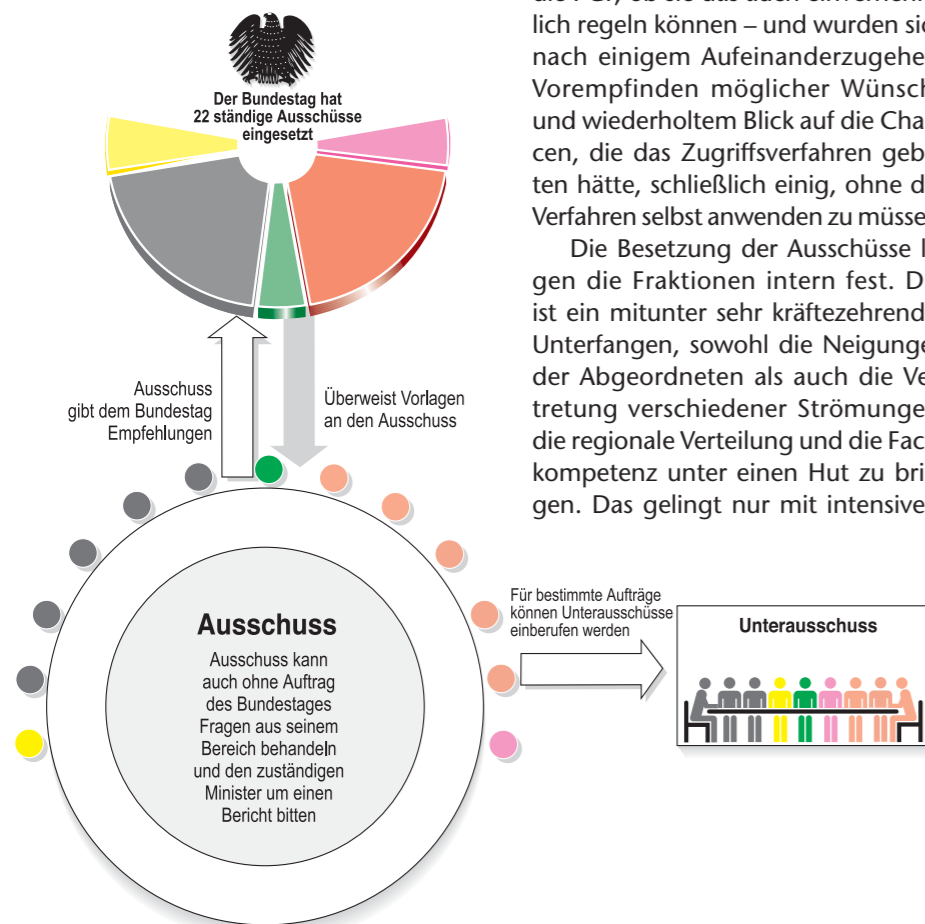 Der Bundestag hat
22 ständige Ausschüsse
eingesetzt
Ausschuss
gibt dem Bundestag
Empfehlungen
Überweist Vorlagen
an den Ausschuss
Ausschuss
Ausschuss kann
auch ohne Auftrag
des Bundestages
Fragen aus seinem
Bereich behandeln
und den zuständigen
Minister um einen
Bericht bitten
Für bestimmte Aufträge
können Unterausschüsse
einberufen werden
Unterausschuss
ob sie das auch
lich regeln können – und wurden sic
nach einigem Aufeinanderzugehe
Vorempfinden möglicher Wünsch
und wiederholtem Blick auf die Cha
cen, die das Zugriffsverfahren geb
ten hätte, schließlich einig, ohne d
Verfahren selbst anwenden zu müsse
Die Besetzung der Ausschüsse l
gen die Fraktionen intern fest. D
ist ein mitunter sehr kräftezehrend
Unterfangen, sowohl die Neigunge
der Abgeordneten als auch die Ve
tretung verschiedener Strömunge
die regionale Verteilung und die Fac
kompetenz unter einen Hut zu bri
gen. Das gelingt nur mit intensive